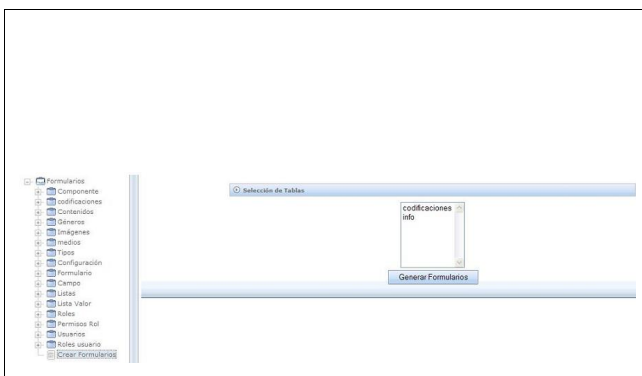 Formularios
Componente
codificaciones
Contenidos
Géneros
Imágenes
medios
Tipos
Configuración
Formulario
Campo
Listas
Lista Valor
Roles
Permisos Rol
Usuarios
Roles usuario
Crear Formularios
Selección de Tablas
codificaciones
info
Generar Formularios